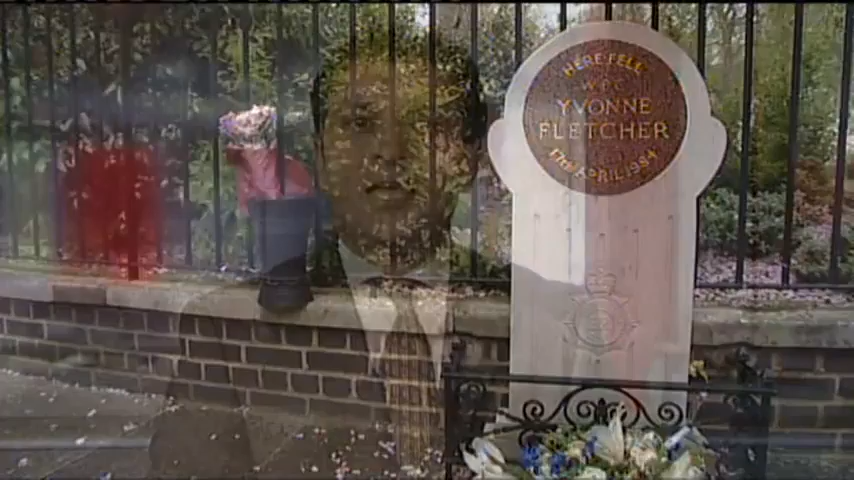 HERE FELL
WPC
YVONNE
FLETCHER
17TH APRIL 1984